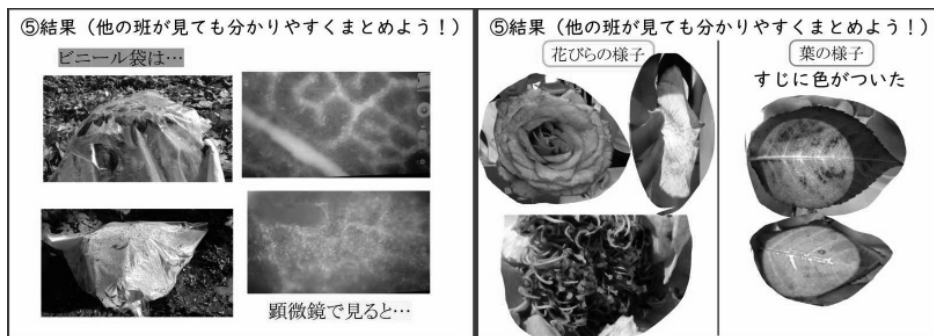 ⑤結果（他の班が見ても分かりやすくまとめよう！）
ビニール袋は…
顕微鏡で見ると…
⑤結果（他の班が見ても分かりやすくまとめよう！）
花びらの様子
葉の様子
すじに色がついた